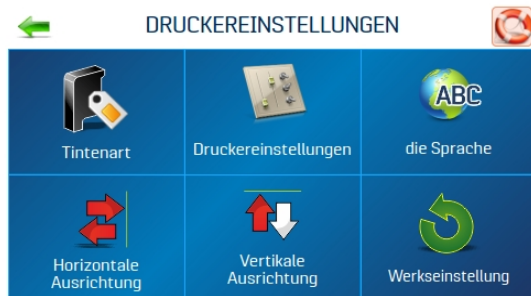 DRUCKEREINSTELLUNGEN
Tintenart
Druckereinstellungen
ABC
die Sprache
Horizontale
Ausrichtung
Vertikale
Ausrichtung
Werkseinstellung